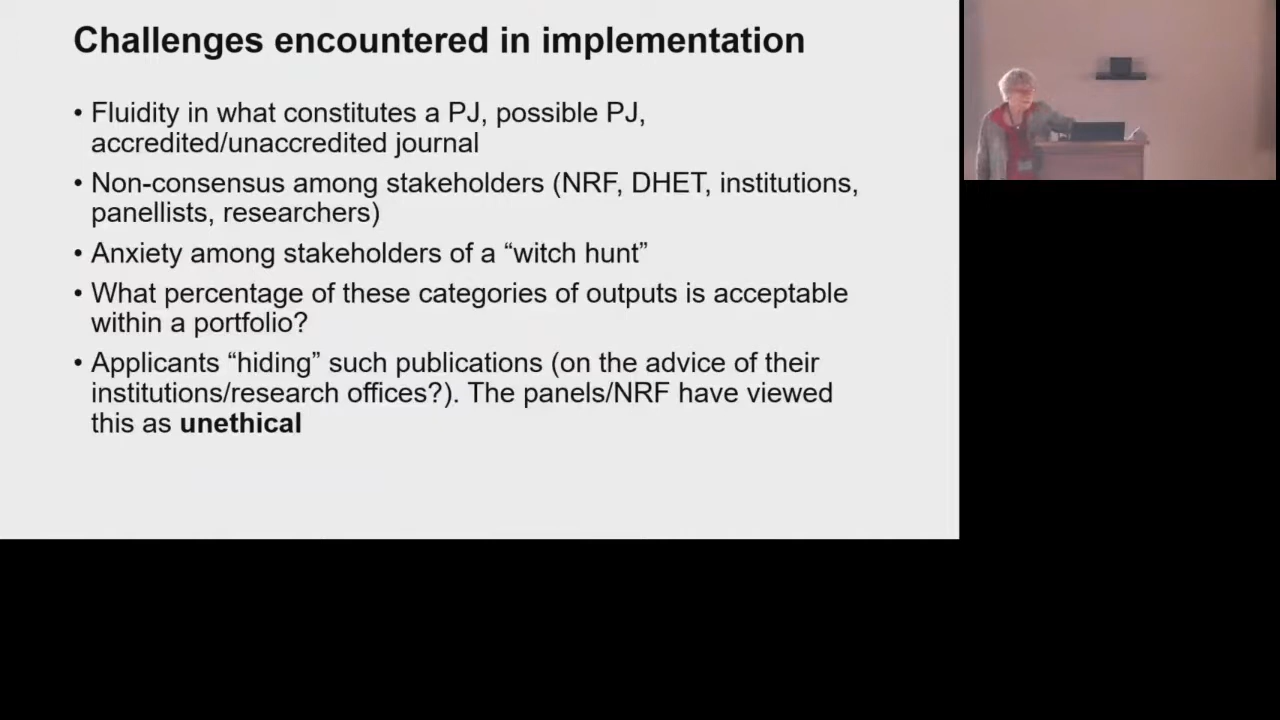 Challenges encountered in implementation
• Fluidity in what constitutes a PJ, possible PJ,
accredited/unaccredited journal
• Non-consensus among stakeholders (NRF, DHET, institutions,
panellists, researchers)
• Anxiety among stakeholders of a “witch hunt”
• What percentage of these categories of outputs is acceptable
within a portfolio?
• Applicants “hiding” such publications (on the advice of their
institutions/research offices?). The panels/NRF have viewed
this as unethical